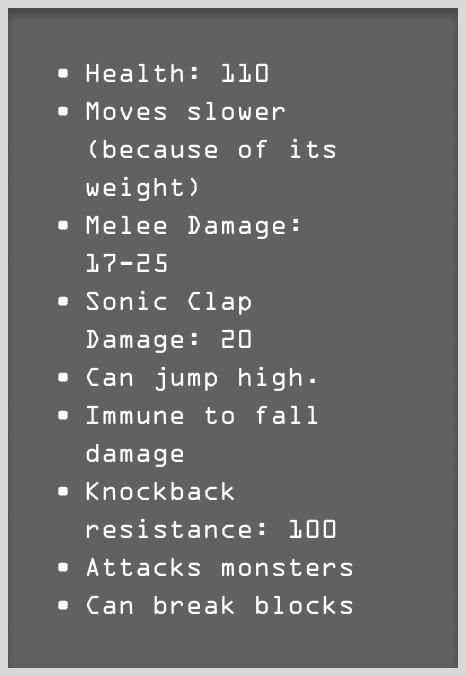 ▪ Health: 110
▪ Moves slower
(because of its
weight)
▪ Melee Damage:
17-25
▪ Sonic Clap
Damage: 20
▪ Can jump high.
▪ Immune to fall
damage
▪ Knockback
resistance: 100
▪ Attacks monsters
▪ Can break blocks